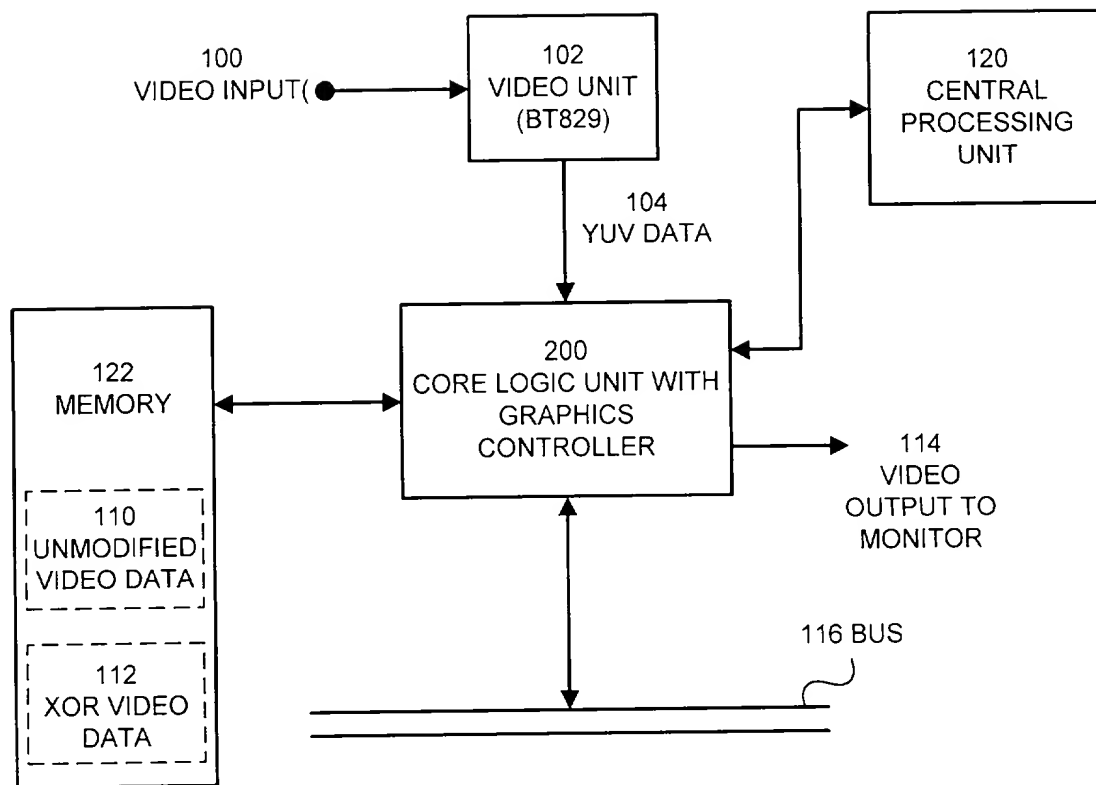 100
VIDEO INPUT(
102
VIDEO UNIT
(BT829)
120
CENTRAL
PROCESSING
UNIT
104
YUV DATA
122
MEMORY
200
CORE LOGIC UNIT WITH
GRAPHICS
CONTROLLER
114
VIDEO
OUTPUT TO
MONITOR
110
UNMODIFIED
VIDEO DATA
112
XOR VIDEO
DATA
116 BUS